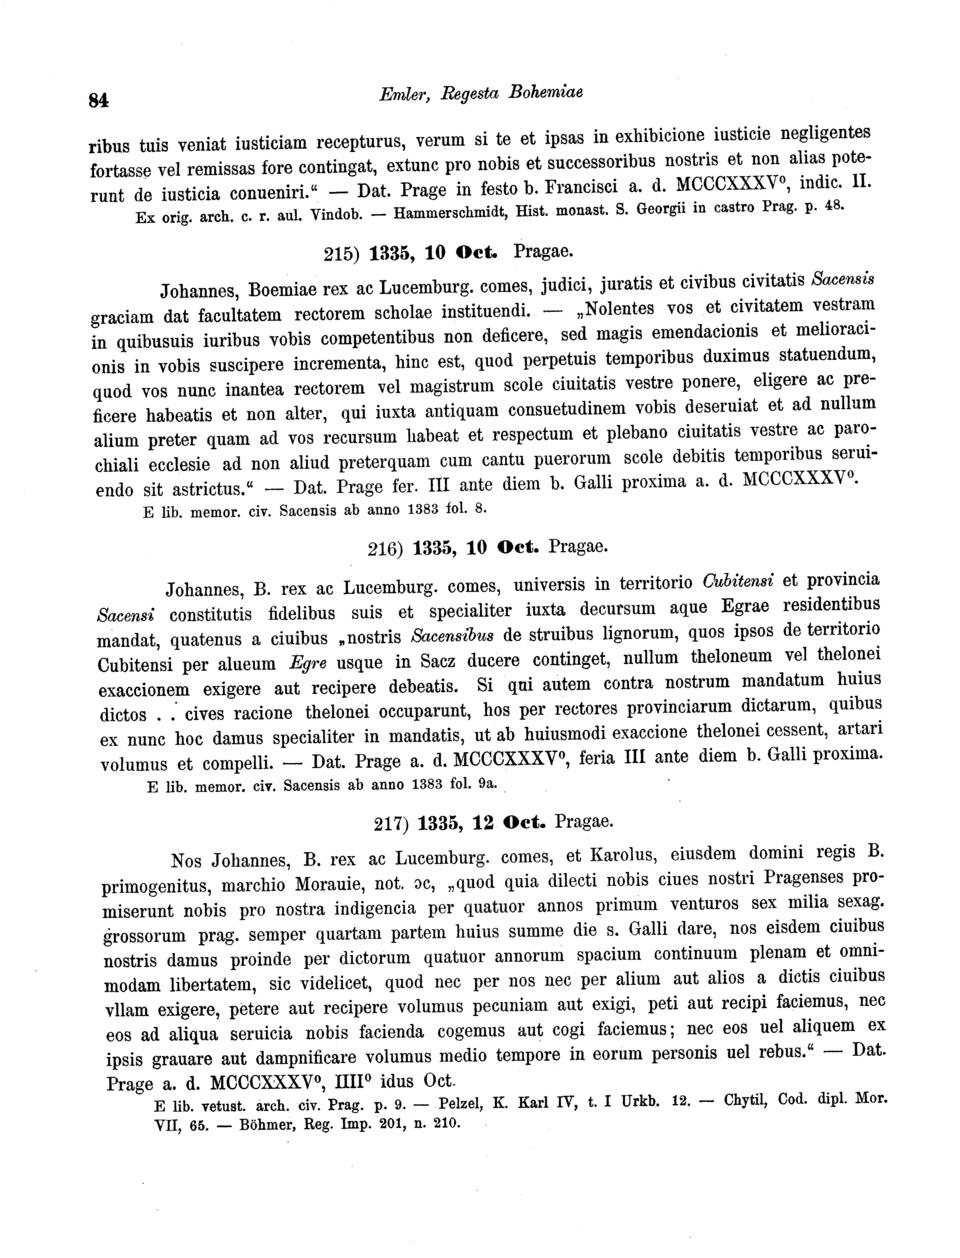 84
Emler, Regesta Bohemiae
ribus tuis veniat iusticiam recepturus, verum si te et ipsas in exhibicione iusticie negligentes
fortasse vel remissas fore contingat, extunc pro nobis et successoribus nostris et non alias pote-
runt de iusticia conueniri.“ — Dat. Prage in festo b. Francisci a. d. MCCCXXXV⁰, indic. II.
Ex orig. arch. c. r. aul. Vindob. — Hammerschmidt, Hist. monast. S. Georgii in castro Prag. p. 48.
215) 1335, 10 Oct. Pragae.
Johannes, Boemiae rex ac Lucemburg. comes, judici, juratis et civibus civitatis Sacensis
graciam dat facultatem rectorem scholae instituendi. — „Nolentes vos et civitatem vestram
in quibusuis iuribus vobis competentibus non deficere, sed magis emendacionis et melioraci-
onis in vobis suscipere incrementa, hinc est, quod perpetuis temporibus duximus statuendum,
quod vos nunc inantea rectorem vel magistrum scole ciuitatis vestre ponere, eligere ac pre-
ficere habeatis et non alter, qui iuxta antiquam consuetudinem vobis deseruiat et ad nullum
alium preter quam ad vos recursum habeat et respectum et plebano ciuitatis vestre ac paro-
chiali ecclesie ad non aliud preterquam cum cantu puerorum scole debitis temporibus serui-
endo sit astrictus.“ — Dat. Prage fer. III ante diem b. Galli proxima a. d. MCCCXXXV⁰.
E lib. memor. civ. Sacensis ab anno 1383 fol. 8.
216) 1335, 10 Oct. Pragae.
Johannes, B. rex ac Lucemburg. comes, universis in territorio Cubitensi et provincia
Sacensi constitutis fidelibus suis et specialiter iuxta decursum aque Egrae residentibus
mandat, quatenus a ciuibus „nostris Sacensibus de struibus lignorum, quos ipsos de territorio
Cubitensi per alueum Egre usque in Sacz ducere continget, nullum theloneum vel thelonei
exaccionem exigere aut recipere debeatis. Si qui autem contra nostrum mandatum huius
dictos . . cives racione thelonei occuparunt, hos per rectores provinciarum dictarum, quibus
ex nunc hoc damus specialiter in mandatis, ut ab huiusmodi exaccione thelonei cessent, artari
volumus et compelli. — Dat. Prage a. d. MCCCXXXV⁰, feria III ante diem b. Galli proxima.
E lib. memor. civ. Sacensis ab anno 1383 fol. 9a.
217) 1335, 12 Oct. Pragae.
Nos Johannes, B. rex ac Lucemburg. comes, et Karolus, eiusdem domini regis B.
primogenitus, marchio Morauie, not. ɔc, „quod quia dilecti nobis ciues nostri Pragenses pro-
miserunt nobis pro nostra indigencia per quatuor annos primum venturos sex milia sexag.
grossorum prag. semper quartam partem huius summe die s. Galli dare, nos eisdem ciuibus
nostris damus proinde per dictorum quatuor annorum spacium continuum plenam et omni-
modam libertatem, sic videlicet, quod nec per nos nec per alium aut alios a dictis ciuibus
vllam exigere, petere aut recipere volumus pecuniam aut exigi, peti aut recipi faciemus, nec
eos ad aliqua seruicia nobis facienda cogemus aut cogi faciemus; nec eos uel aliquem ex
ipsis grauare aut dampnificare volumus medio tempore in eorum personis uel rebus.“ — Dat.
Prage a. d. MCCCXXXV⁰, IIII⁰ idus Oct.
E lib. vetust. arch. civ. Prag. p. 9. — Pelzel, K. Karl IV, t. I Urkb. 12. — Chytil, Cod. dipl. Mor.
VII, 65. — Böhmer, Reg. Imp. 201, n. 210.